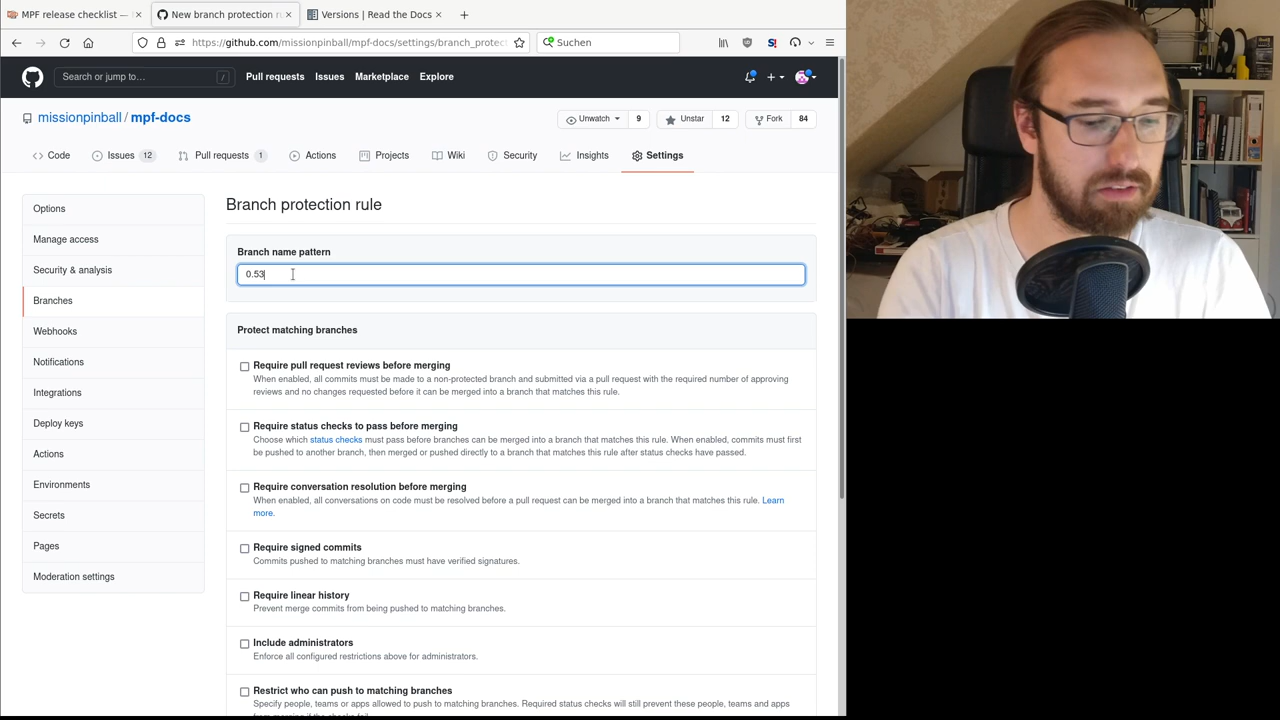 MPF release checklist —
New branch protection ru
Versions | Read the Docs
https://github.com/missionpinball/mpf-docs/settings/branch_protec
Suchen
Search or jump to…
/
Pull requests
Issues
Marketplace
Explore
missionpinball / mpf-docs
Unwatch
9
Unstar
12
Fork
84
Code
Issues 12
Pull requests 1
Actions
Projects
Wiki
Security
Insights
Settings
Options
Manage access
Security & analysis
Branches
Webhooks
Notifications
Integrations
Deploy keys
Actions
Environments
Secrets
Pages
Moderation settings
Branch protection rule
Branch name pattern
0.53
Protect matching branches
Require pull request reviews before merging
When enabled, all commits must be made to a non-protected branch and submitted via a pull request with the required number of approving
reviews and no changes requested before it can be merged into a branch that matches this rule.
Require status checks to pass before merging
Choose which status checks must pass before branches can be merged into a branch that matches this rule. When enabled, commits must first
be pushed to another branch, then merged or pushed directly to a branch that matches this rule after status checks have passed.
Require conversation resolution before merging
When enabled, all conversations on code must be resolved before a pull request can be merged into a branch that matches this rule. Learn
more.
Require signed commits
Commits pushed to matching branches must have verified signatures.
Require linear history
Prevent merge commits from being pushed to matching branches.
Include administrators
Enforce all configured restrictions above for administrators.
Restrict who can push to matching branches
Specify people, teams or apps allowed to push to matching branches. Required status checks will still prevent these people, teams and apps
from merging if the checks fail.